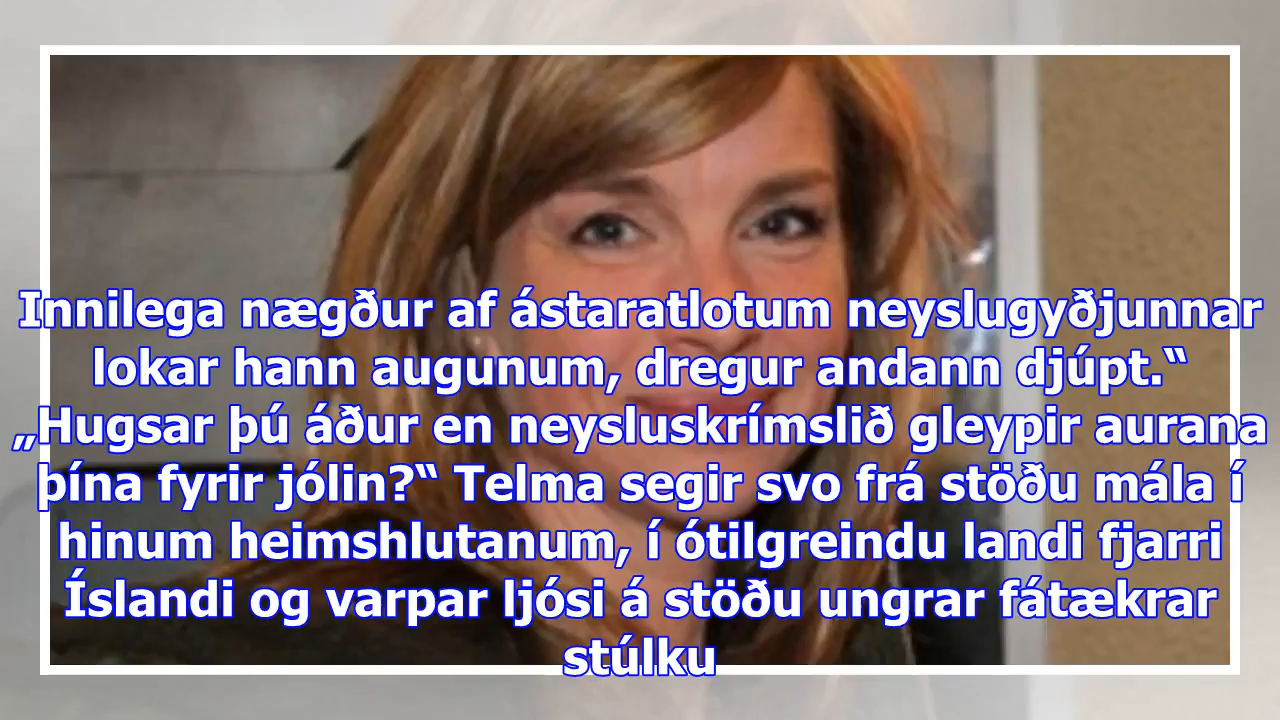 Innilega nægður af ástaratlotum neyslugyðjunnar
lokar hann augunum, dregur andann djúpt.“
„Hugsar þú áður en neysluskrímslið gleypir aurana
þína fyrir jólin?“ Telma segir svo frá stöðu mála í
hinum heimshlutanum, í ótilgreindu landi fjarri
Íslandi og varpar ljósi á stöðu ungrar fátækrar
stúlku